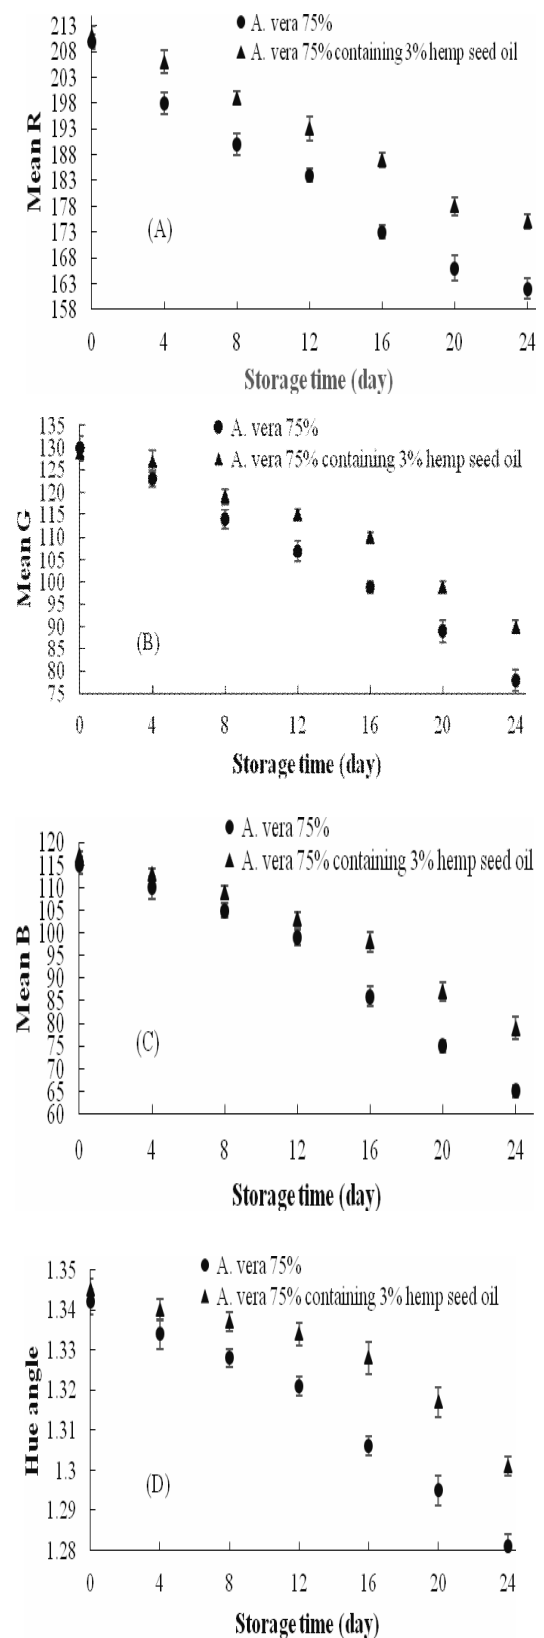 A. vera 75%
A. vera 75% containing 3% hemp seed oil
213
208
203
198
193
188
183
178
173
168
163
158
Mean R
(A)
0 4 8 12 16 20 24
Storage time (day)
A. vera 75%
A. vera 75% containing 3% hemp seed oil
135
130
125
120
115
110
105
100
95
90
85
80
75
Mean G
(B)
0 4 8 12 16 20 24
Storage time (day)
A. vera 75%
A. vera 75% containing 3% hemp seed oil
120
115
110
105
100
95
90
85
80
75
70
65
60
Mean B
(C)
0 4 8 12 16 20 24
Storage time (day)
A. vera 75%
A. vera 75% containing 3% hemp seed oil
1.35
1.34
1.33
1.32
1.31
1.3
1.29
1.28
Hue angle
(D)
0 4 8 12 16 20 24
Storage time (day)